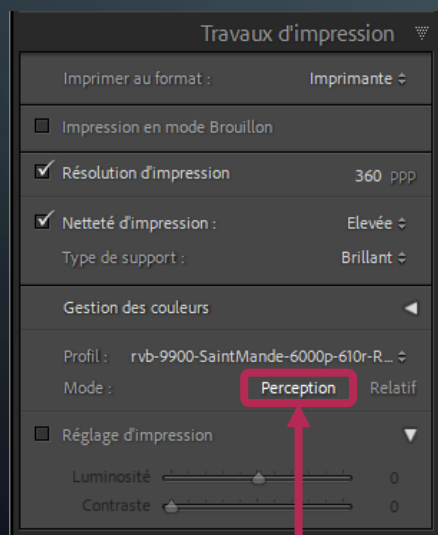 Travaux d'impression
Imprimer au format : Imprimante
Impression en mode Brouillon
Résolution d'impression 360 ppp
Netteté d'impression : Elevée
Type de support : Brillant
Gestion des couleurs
Profil : rvb-9900-SaintMande-6000p-610r-R...
Mode : Perception Relatif
Réglage d'impression
Luminosité 0
Contraste 0